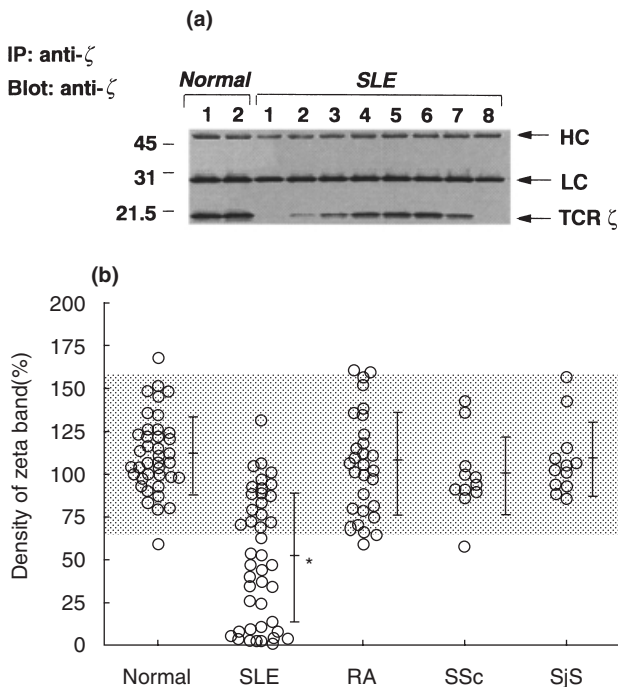 (a)
IP: anti-ζ
Blot: anti-ζ
Normal SLE
1 2 1 2 3 4 5 6 7 8
45 HC
31 LC
21.5 TCR ζ
(b)
Density of zeta band(%)
200
175
150
125
100
75
50
25
0
*
Normal SLE RA SSc SjS